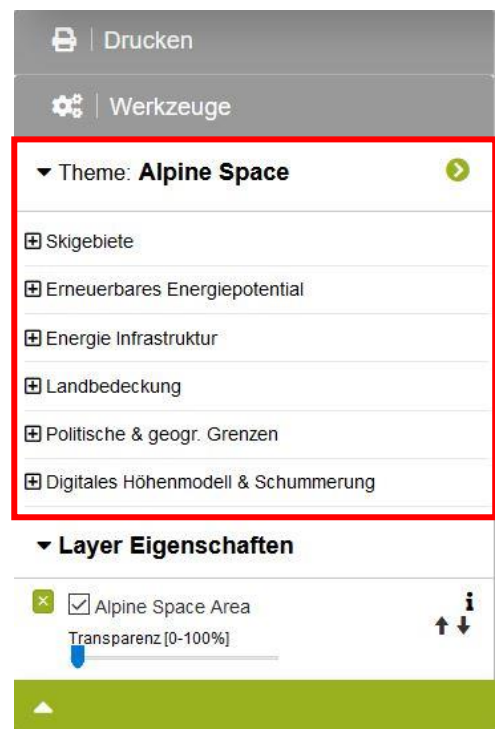 Drucken
Werkzeuge
Theme: Alpine Space
Skigebiete
Erneuerbares Energiepotential
Energie Infrastruktur
Landbedeckung
Politische & geogr. Grenzen
Digitales Höhenmodell & Schummerung
Layer Eigenschaften
Alpine Space Area
Transparenz [0-100%]